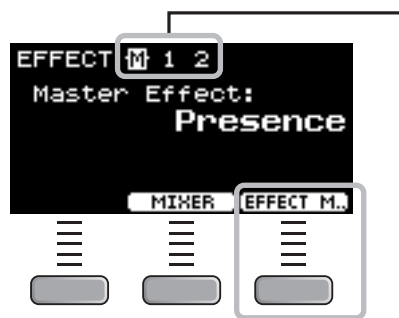 EFFECT M 1 2
Master Effect:
Presence
MIXER EFFECT M..